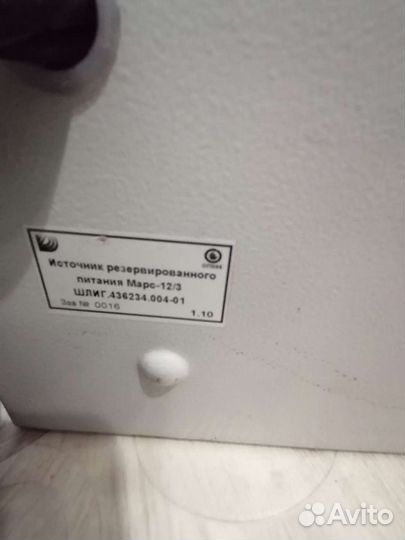 Источник резервированного
питания Марс-12/3
ШЛИГ.436234.004-01
Зав № 0016 1.10
Avito